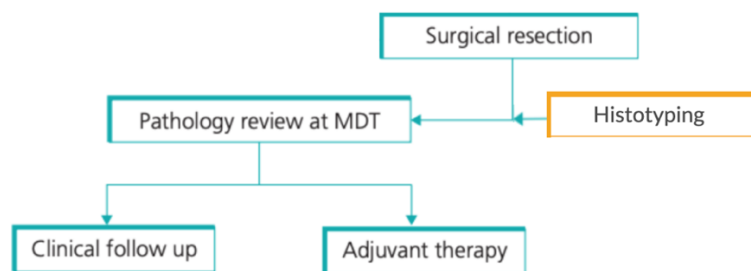 Surgical resection
Histotyping
Pathology review at MDT
Clinical follow up
Adjuvant therapy